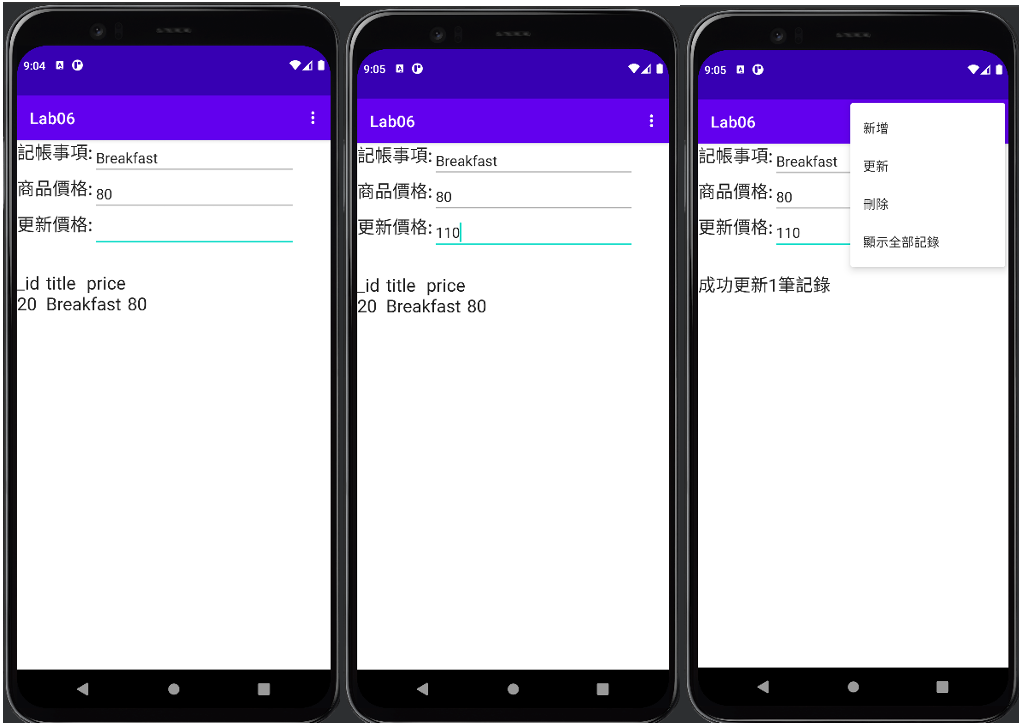 9:04
Lab06
記帳事項: Breakfast
商品價格: 80
更新價格:
_id title price
20 Breakfast 80
9:05
Lab06
記帳事項: Breakfast
商品價格: 80
更新價格: 110
_id title price
20 Breakfast 80
9:05
Lab06
記帳事項: Breakfast
商品價格: 80
更新價格: 110
成功更新1筆記錄
新增
更新
刪除
顯示全部記錄